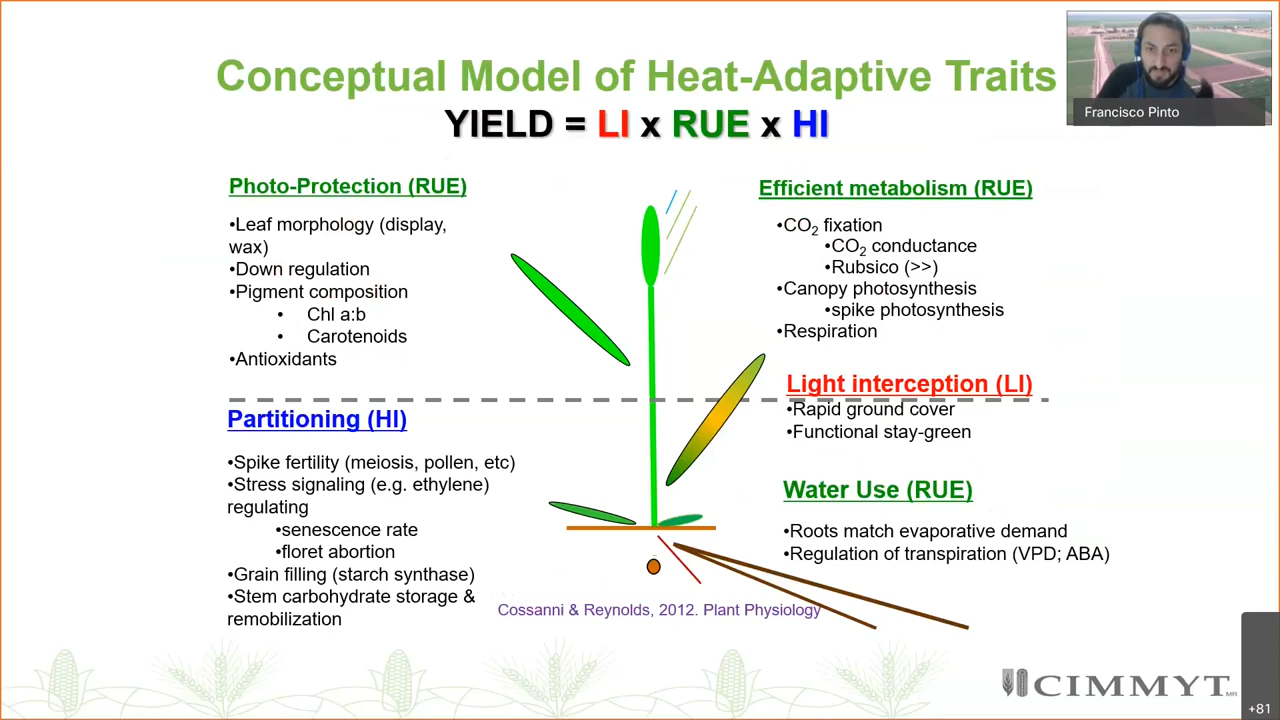 Conceptual Model of Heat-Adaptive Traits
YIELD = LI x RUE x HI
Francisco Pinto
Photo-Protection (RUE)
•Leaf morphology (display,
wax)
•Down regulation
•Pigment composition
• Chl a:b
• Carotenoids
•Antioxidants
Partitioning (HI)
•Spike fertility (meiosis, pollen, etc)
•Stress signaling (e.g. ethylene)
regulating
•senescence rate
•floret abortion
•Grain filling (starch synthase)
•Stem carbohydrate storage &
remobilization
Efficient metabolism (RUE)
•CO2 fixation
•CO2 conductance
•Rubsico (>>)
•Canopy photosynthesis
•spike photosynthesis
•Respiration
Light interception (LI)
•Rapid ground cover
•Functional stay-green
Water Use (RUE)
•Roots match evaporative demand
•Regulation of transpiration (VPD; ABA)
Cossanni & Reynolds, 2012. Plant Physiology
CIMMYT MR
+81